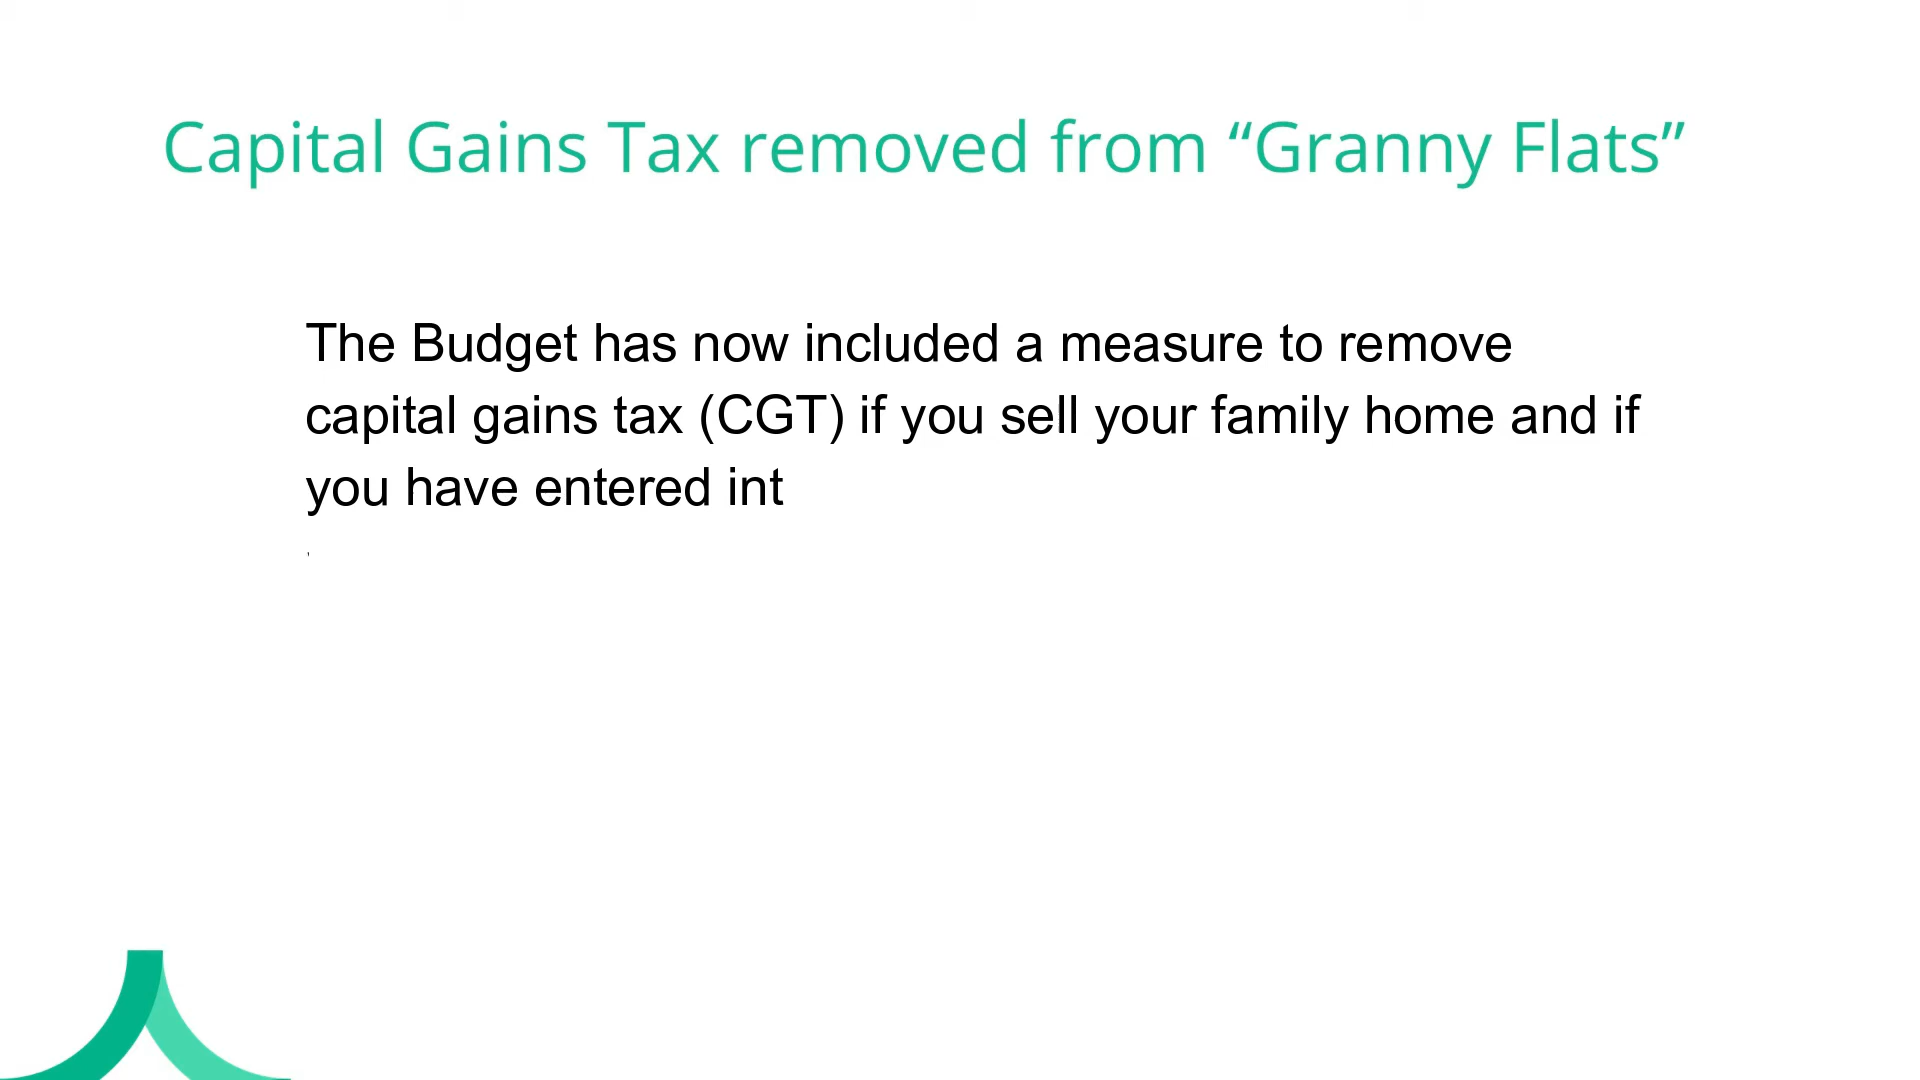 Capital Gains Tax removed from “Granny Flats”
The Budget has now included a measure to remove
capital gains tax (CGT) if you sell your family home and if
you have entered int